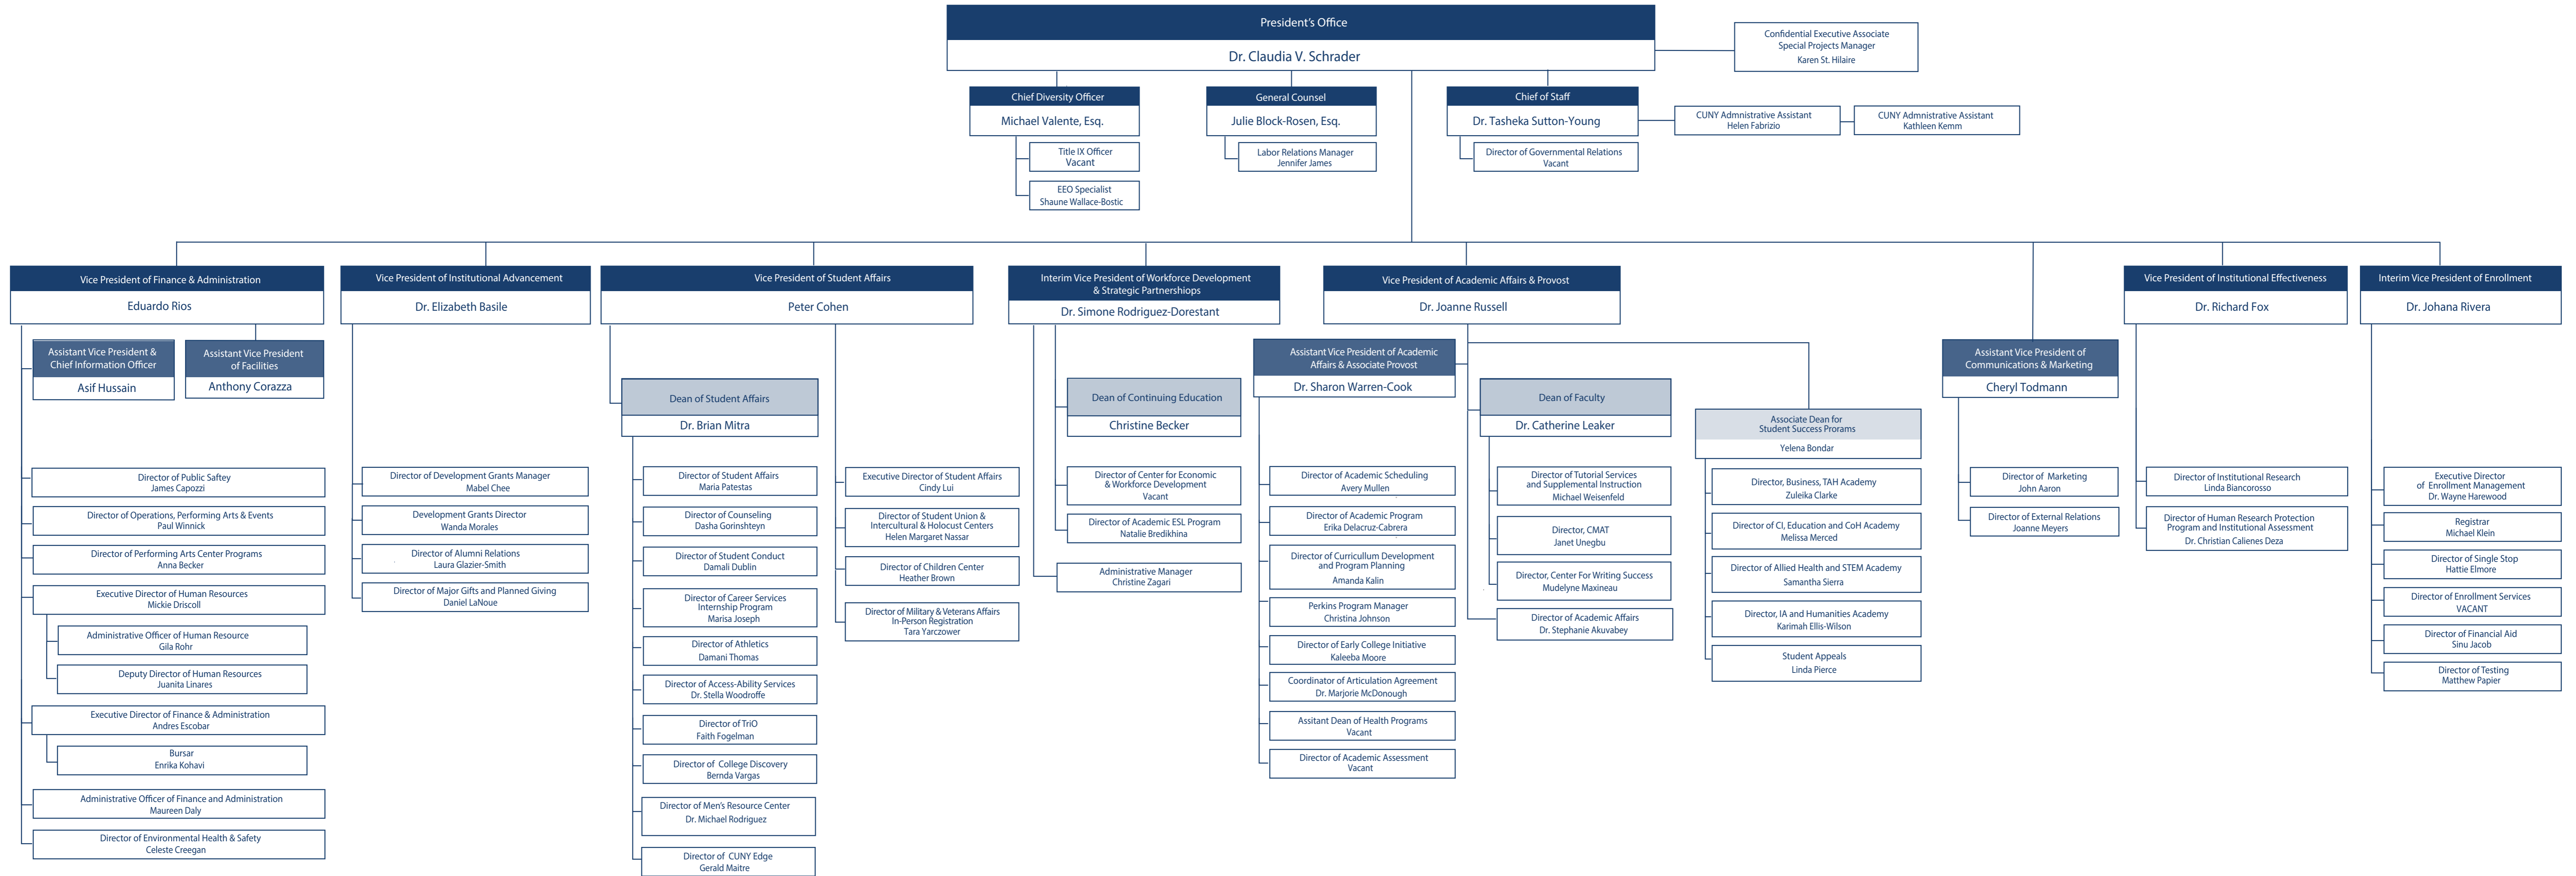 President's Office
Dr. Claudia V. Schrader
Confidential Executive Associate
Special Projects Manager
Karen St. Hilaire
Chief Diversity Officer
Michael Valente, Esq.
Title IX Officer
Vacant
EEO Specialist
Shaune Wallace-Bostic
General Counsel
Julie Block-Rosen, Esq.
Labor Relations Manager
Jennifer James
Chief of Staff
Dr. Tasheka Sutton-Young
CUNY Admnistrative Assistant
Helen Fabrizio
CUNY Admnistrative Assistant
Kathleen Kemm
Director of Governmental Relations
Vacant
Vice President of Finance & Administration
Eduardo Rios
Assistant Vice President &
Chief Information Officer
Asif Hussain
Assistant Vice President
of Facilities
Anthony Corazza
Director of Public Saftey
James Capozzi
Director of Operations, Performing Arts & Events
Paul Winnick
Director of Performing Arts Center Programs
Anna Becker
Executive Director of Human Resources
Mickie Driscoll
Administrative Officer of Human Resource
Gila Rohr
Deputy Director of Human Resources
Juanita Linares
Executive Director of Finance & Administration
Andres Escobar
Bursar
Enrika Kohavi
Administrative Officer of Finance and Administration
Maureen Daly
Director of Environmental Health & Safety
Celeste Creegan
Vice President of Institutional Advancement
Dr. Elizabeth Basile
Director of Development Grants Manager
Mabel Chee
Development Grants Director
Wanda Morales
Director of Alumni Relations
Laura Glazier-Smith
Director of Major Gifts and Planned Giving
Daniel LaNoue
Vice President of Student Affairs
Peter Cohen
Dean of Student Affairs
Dr. Brian Mitra
Director of Student Affairs
Maria Patestas
Director of Counseling
Dasha Gorinshteyn
Director of Student Conduct
Damali Dublin
Director of Career Services
Internship Program
Marisa Joseph
Director of Athletics
Damani Thomas
Director of Access-Ability Services
Dr. Stella Woodroffe
Director of TriO
Faith Fogelman
Director of College Discovery
Bernda Vargas
Director of Men's Resource Center
Dr. Michael Rodriguez
Director of CUNY Edge
Gerald Maitre
Executive Director of Student Affairs
Cindy Lui
Director of Student Union &
Intercultural & Holocust Centers
Helen Margaret Nassar
Director of Children Center
Heather Brown
Director of Military & Veterans Affairs
In-Person Registration
Tara Yarczower
Interim Vice President of Workforce Development
& Strategic Partnershiops
Dr. Simone Rodriguez-Dorestant
Dean of Continuing Education
Christine Becker
Director of Center for Economic
& Workforce Development
Vacant
Director of Academic ESL Program
Natalie Bredikhina
Administrative Manager
Christine Zagari
Vice President of Academic Affairs & Provost
Dr. Joanne Russell
Assistant Vice President of Academic
Affairs & Associate Provost
Dr. Sharon Warren-Cook
Director of Academic Scheduling
Avery Mullen
Director of Academic Program
Erika Delacruz-Cabrera
Director of Curricullum Development
and Program Planning
Amanda Kalin
Perkins Program Manager
Christina Johnson
Director of Early College Initiative
Kaleeba Moore
Coordinator of Articulation Agreement
Dr. Marjorie McDonough
Assitant Dean of Health Programs
Vacant
Director of Academic Assessment
Vacant
Dean of Faculty
Dr. Catherine Leaker
Director of Tutorial Services
and Supplemental Instruction
Michael Weisenfeld
Director, CMAT
Janet Unegbu
Director, Center For Writing Success
Mudelyne Maxineau
Director of Academic Affairs
Dr. Stephanie Akuvabey
Associate Dean for
Student Success Prorams
Yelena Bondar
Director, Business, TAH Academy
Zuleika Clarke
Director of CI, Education and CoH Academy
Melissa Merced
Director of Allied Health and STEM Academy
Samantha Sierra
Director, IA and Humanities Academy
Karimah Ellis-Wilson
Student Appeals
Linda Pierce
Assistant Vice President of
Communications & Marketing
Cheryl Todmann
Director of Marketing
John Aaron
Director of External Relations
Joanne Meyers
Vice President of Institutional Effectiveness
Dr. Richard Fox
Director of Institutional Research
Linda Biancorosso
Director of Human Research Protection
Program and Institutional Assessment
Dr. Christian Calienes Deza
Interim Vice President of Enrollment
Dr. Johana Rivera
Executive Director
of Enrollment Management
Dr. Wayne Harewood
Registrar
Michael Klein
Director of Single Stop
Hattie Elmore
Director of Enrollment Services
VACANT
Director of Financial Aid
Sinu Jacob
Director of Testing
Matthew Papier